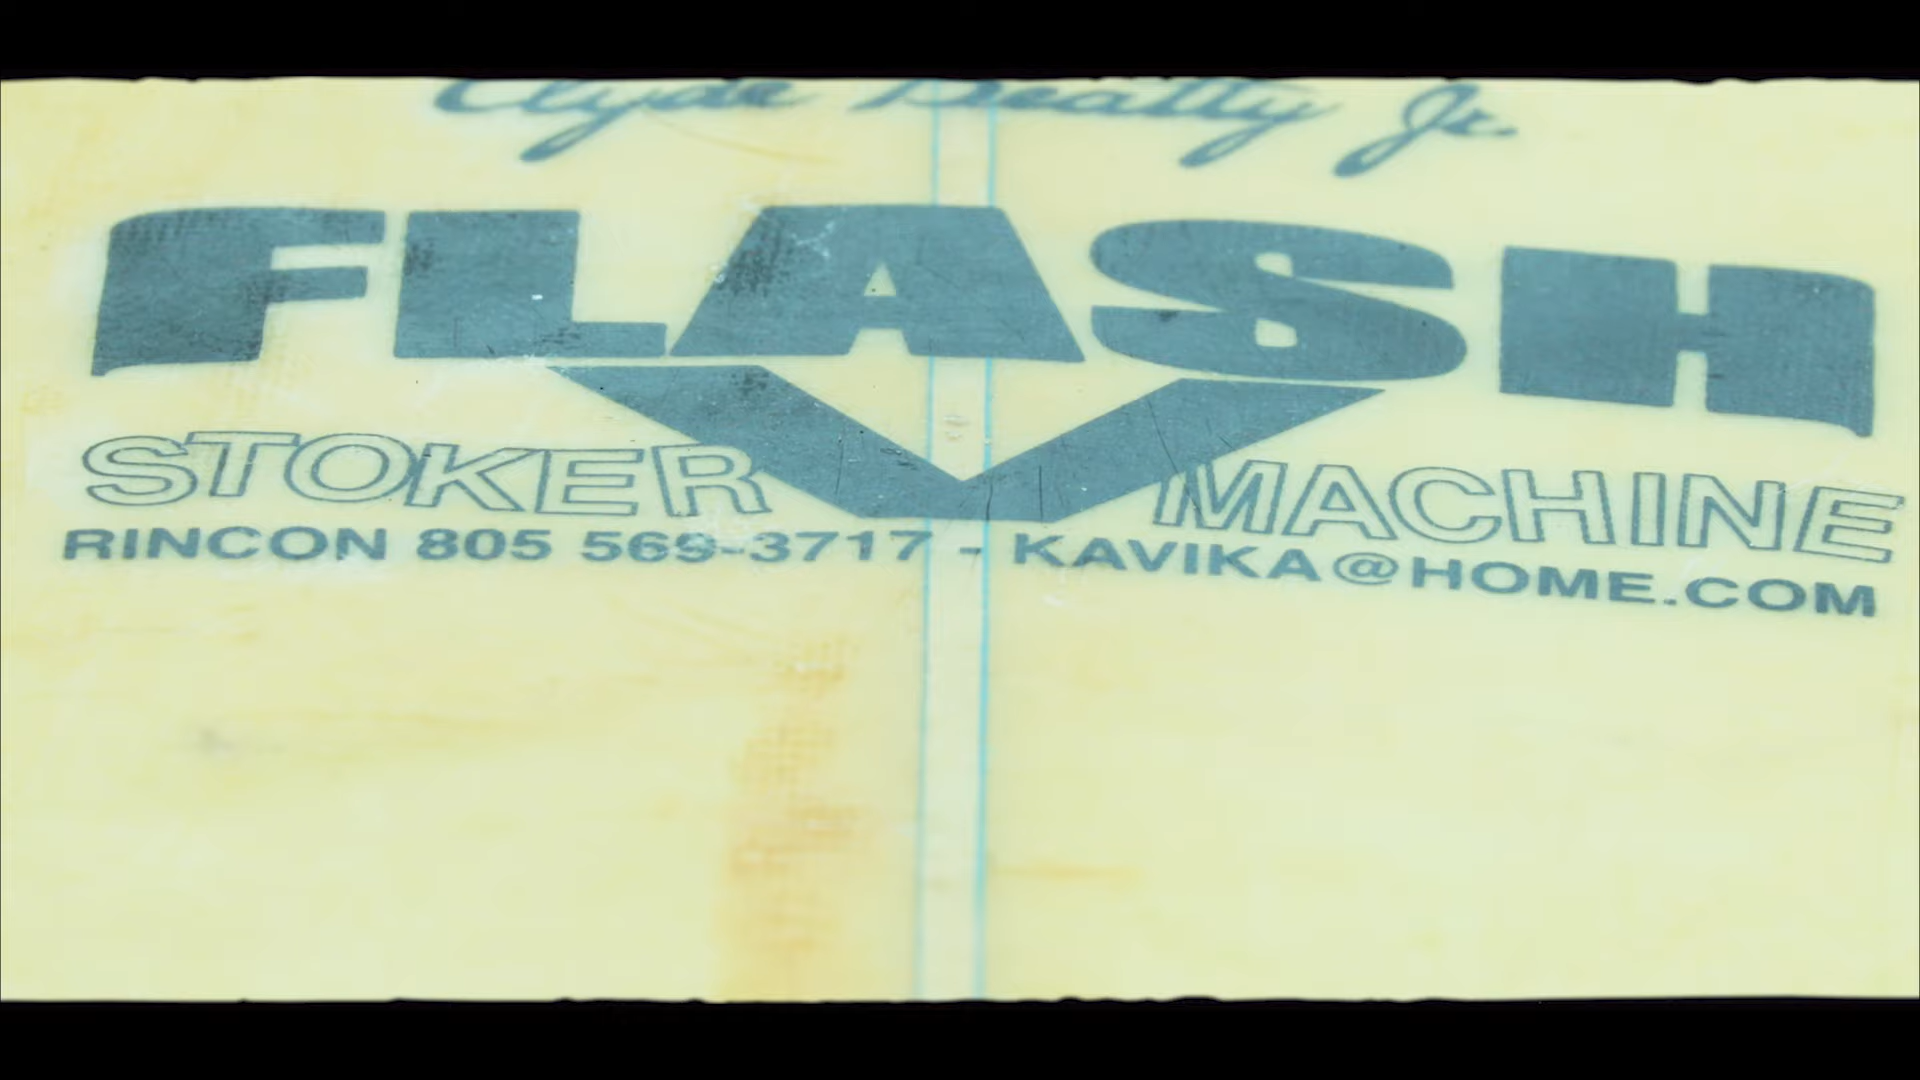 Clyde Beatty Jr.
FLASH
STOKER MACHINE
RINCON 805 569-3717 - KAVIKA@HOME.COM